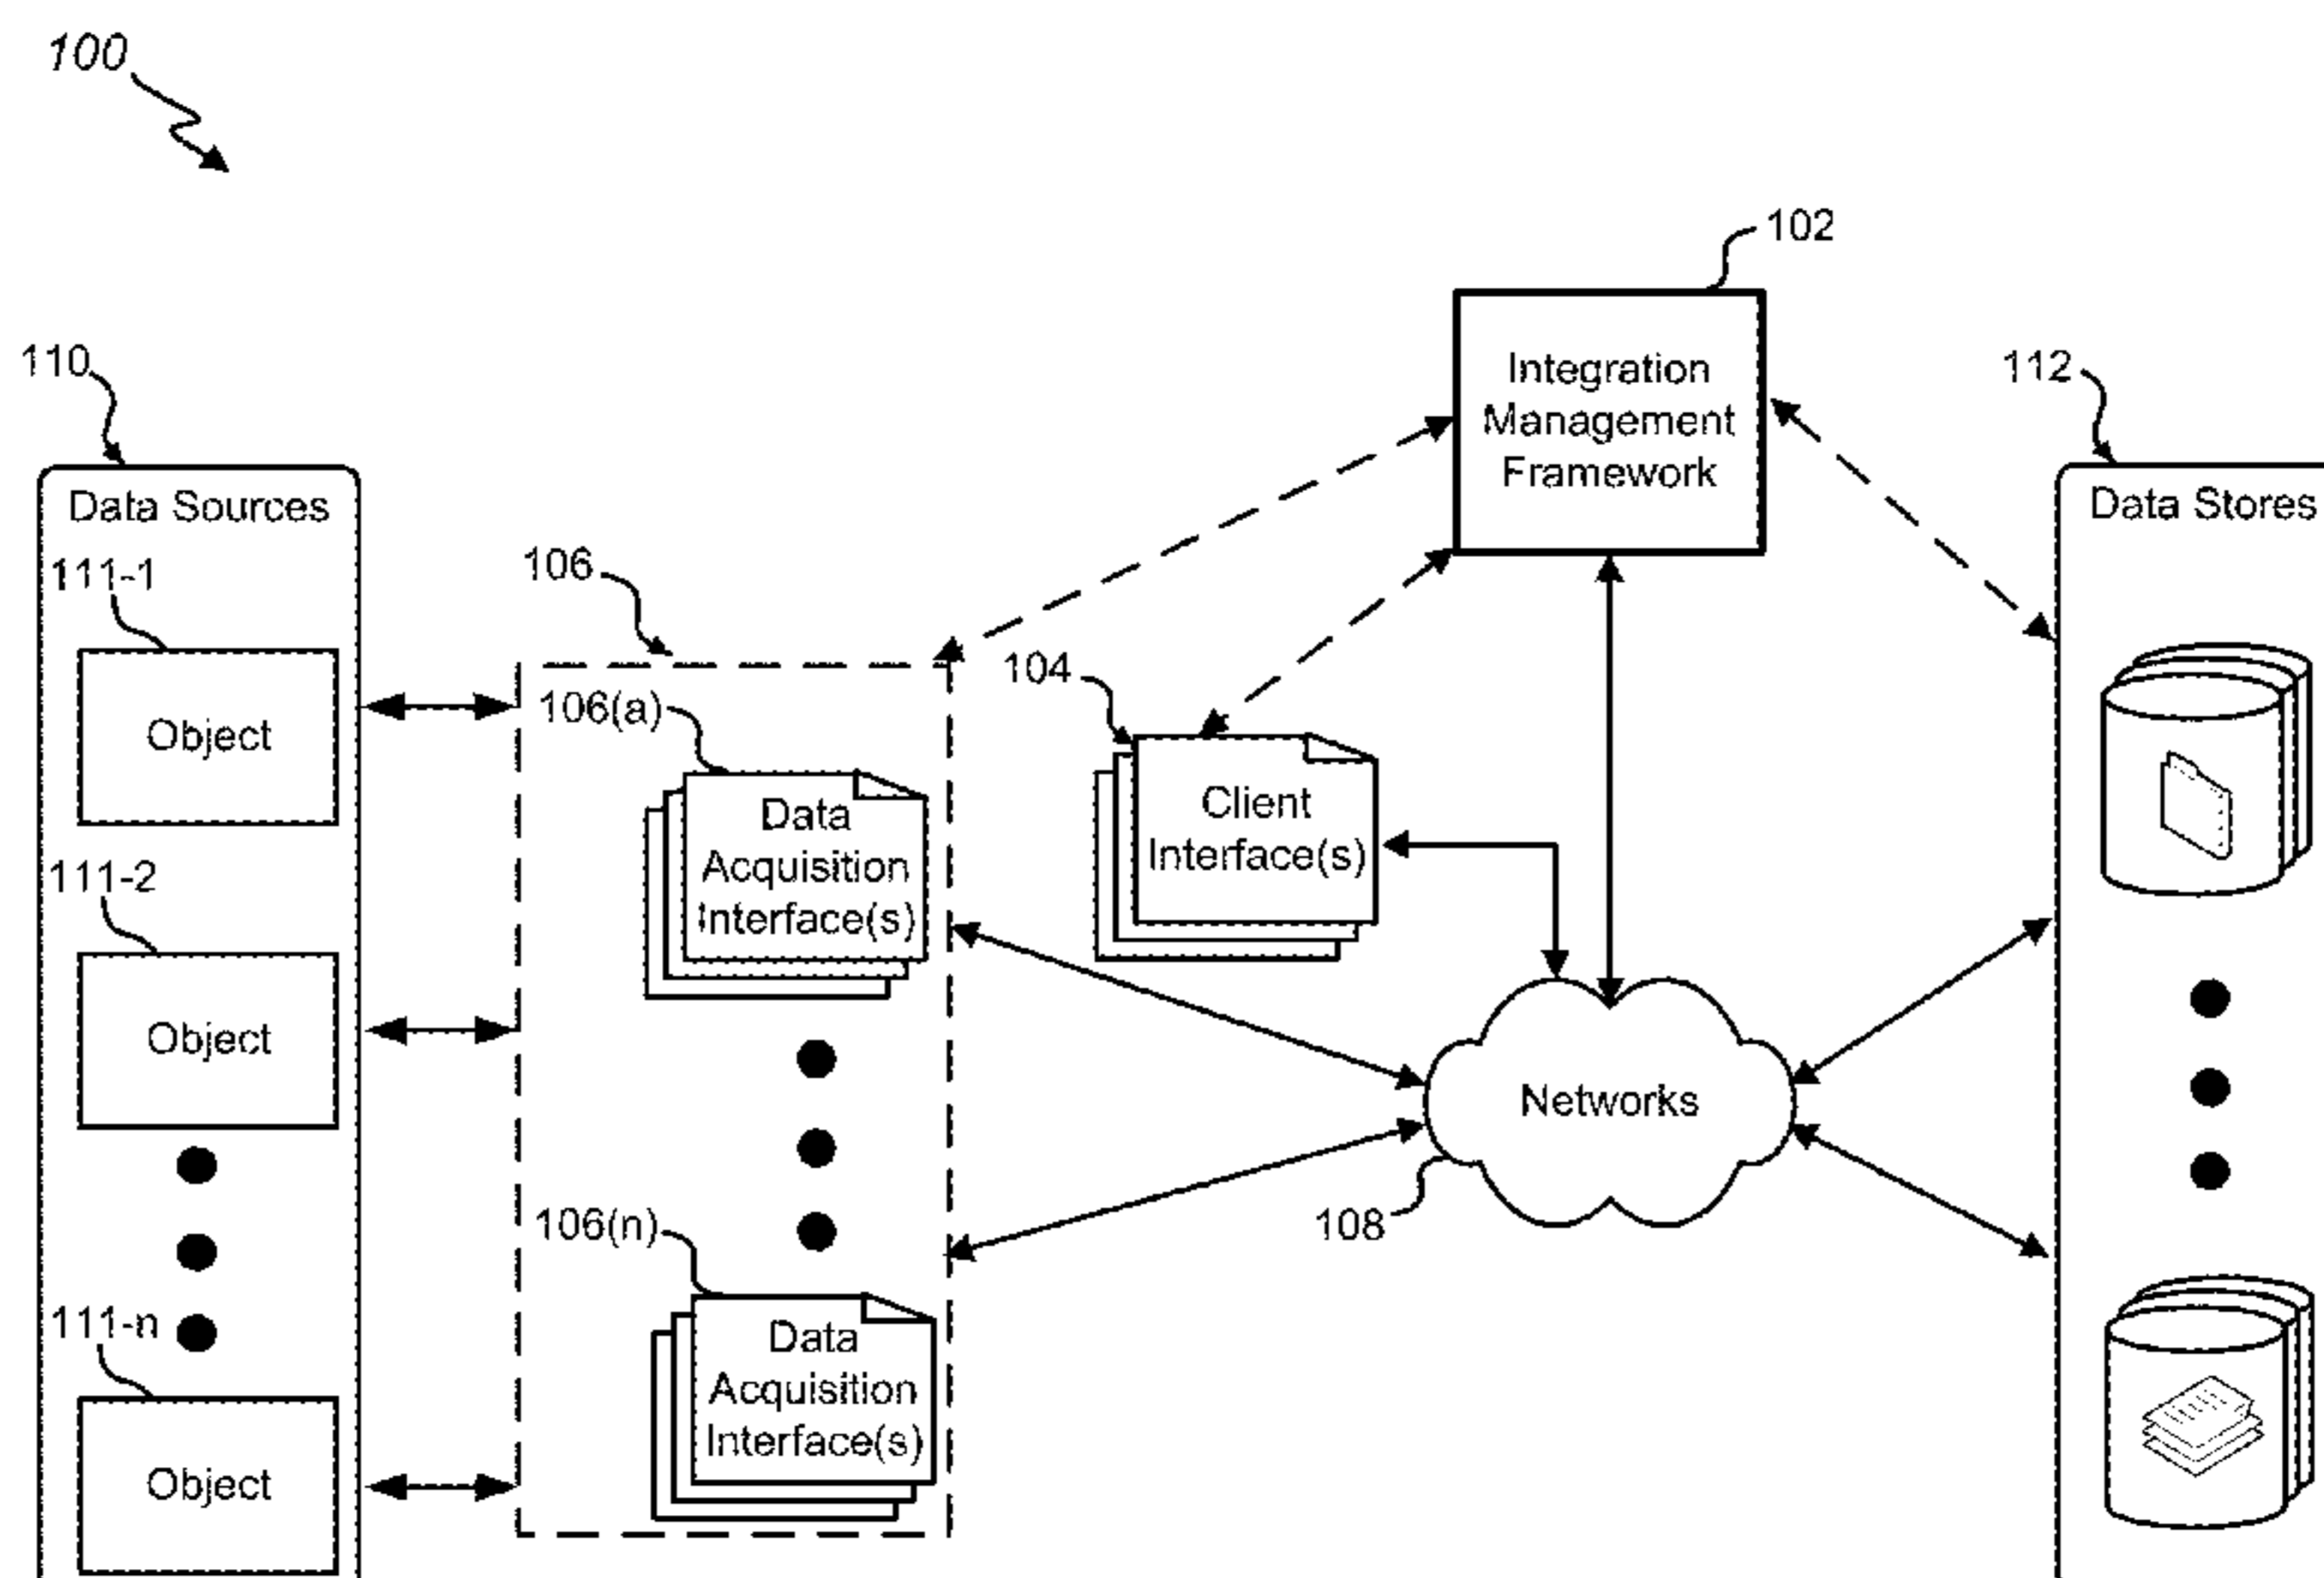 100
102
110
Integration
Management
Framework
112
Data Sources
Data Stores
111-1
106
104
106(a)
Object
Client
Interface(s)
Data
Acquisition
Interface(s)
111-2
Object
Networks
106(n)
108
111-n
Data
Acquisition
Interface(s)
Object